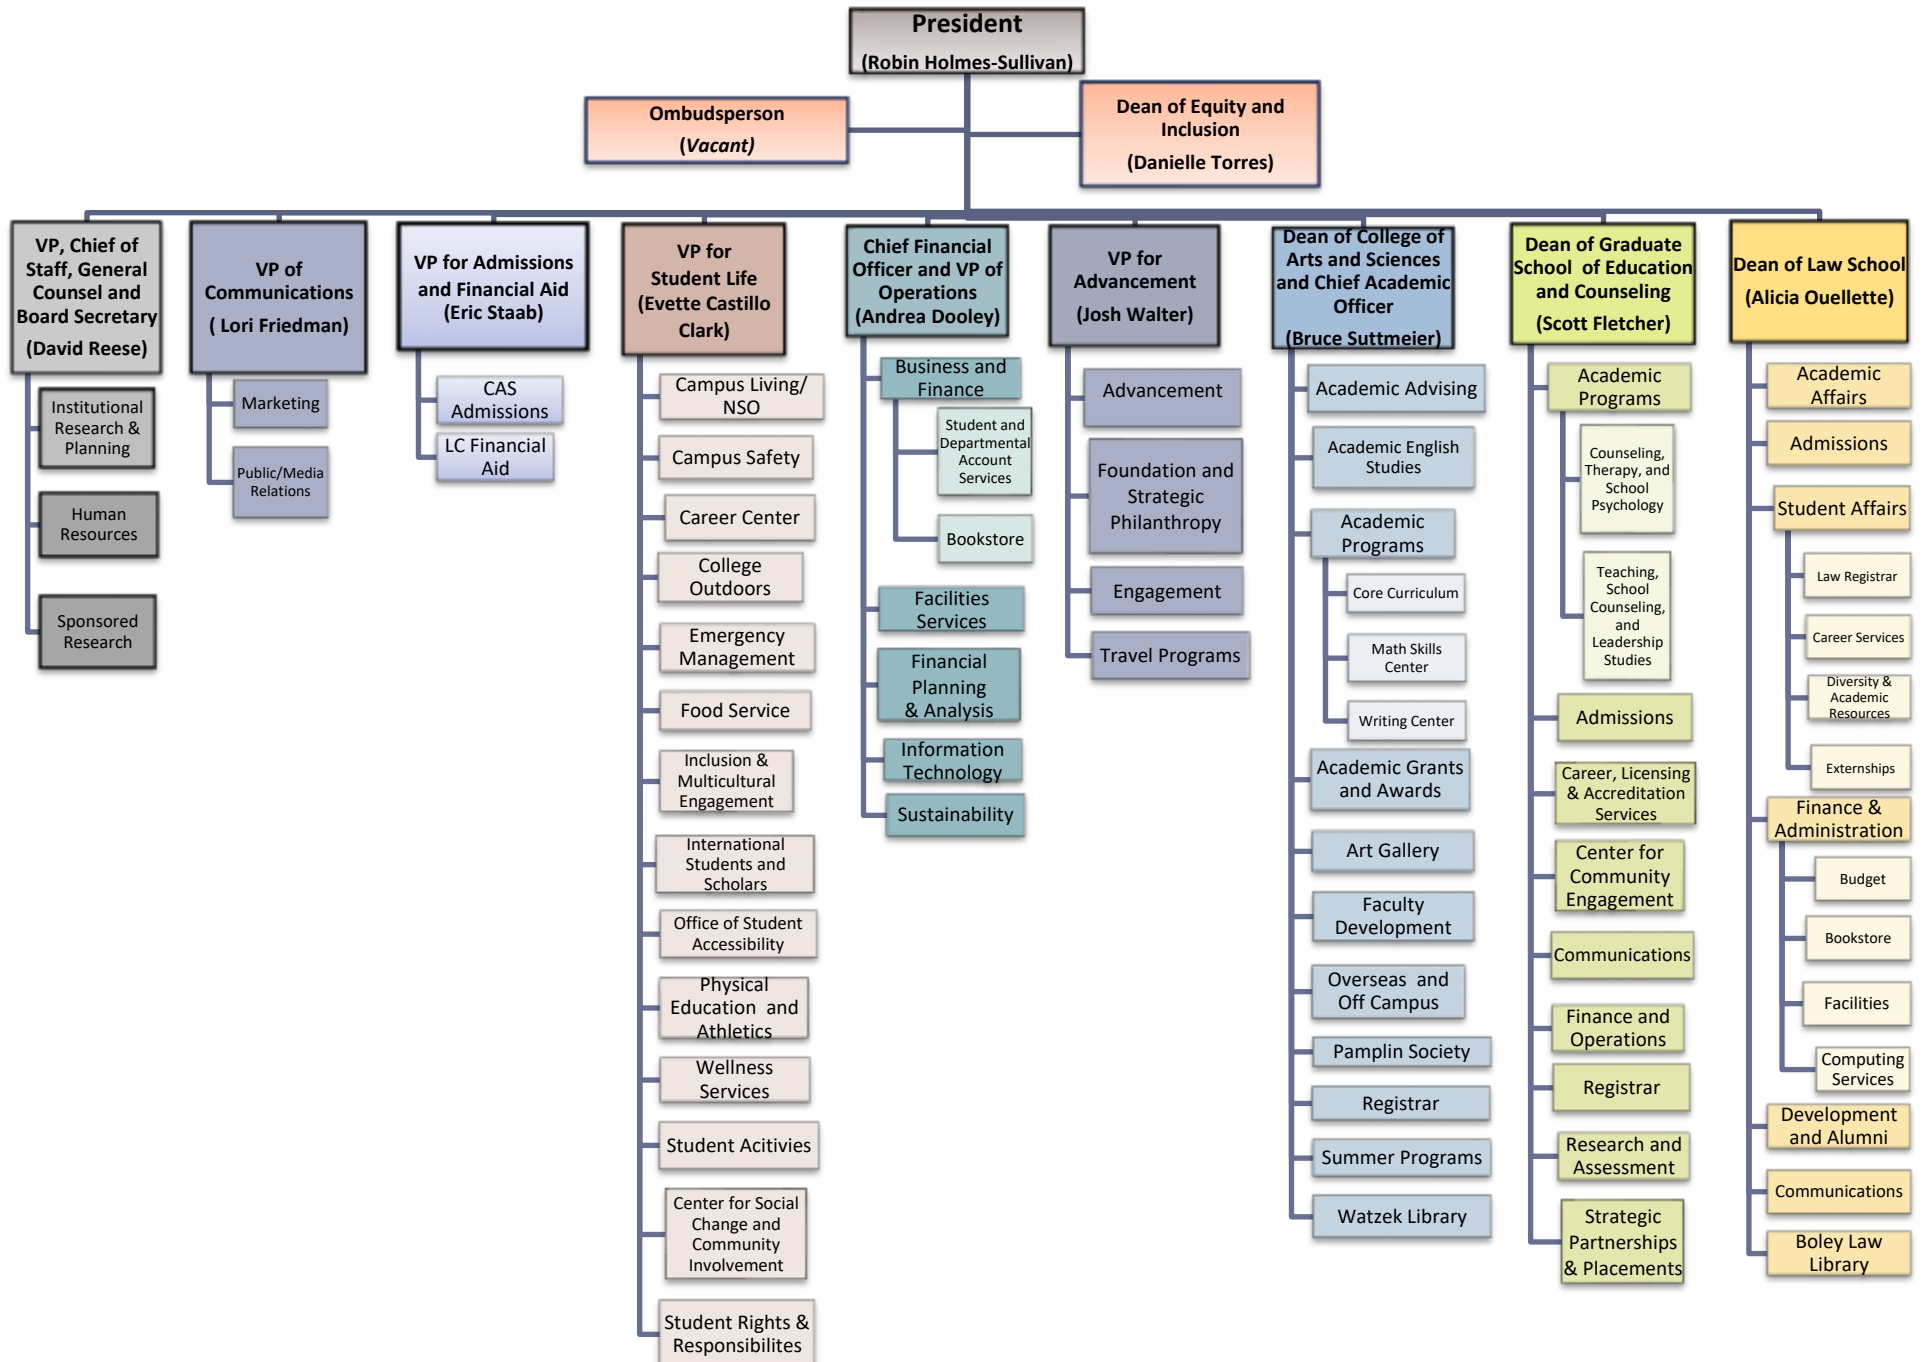 President
(Robin Holmes-Sullivan)
Ombudsperson
(Vacant)
Dean of Equity and
Inclusion
(Danielle Torres)
VP, Chief of
Staff, General
Counsel and
Board Secretary
(David Reese)
Institutional
Research &
Planning
Human
Resources
Sponsored
Research
VP of
Communications
( Lori Friedman)
Marketing
Public/Media
Relations
VP for Admissions
and Financial Aid
(Eric Staab)
CAS
Admissions
LC Financial
Aid
VP for
Student Life
(Evette Castillo
Clark)
Campus Living/
NSO
Campus Safety
Career Center
College
Outdoors
Emergency
Management
Food Service
Inclusion &
Multicultural
Engagement
International
Students and
Scholars
Office of Student
Accessibility
Physical
Education and
Athletics
Wellness
Services
Student Acitivies
Center for Social
Change and
Community
Involvement
Student Rights &
Responsibilites
Chief Financial
Officer and VP of
Operations
(Andrea Dooley)
Business and
Finance
Student and
Departmental
Account
Services
Bookstore
Facilities
Services
Financial
Planning
& Analysis
Information
Technology
Sustainability
VP for
Advancement
(Josh Walter)
Advancement
Foundation and
Strategic
Philanthropy
Engagement
Travel Programs
Dean of College of
Arts and Sciences
and Chief Academic
Officer
(Bruce Suttmeier)
Academic Advising
Academic English
Studies
Academic
Programs
Core Curriculum
Math Skills
Center
Writing Center
Academic Grants
and Awards
Art Gallery
Faculty
Development
Overseas and
Off Campus
Pamplin Society
Registrar
Summer Programs
Watzek Library
Dean of Graduate
School of Education
and Counseling
(Scott Fletcher)
Academic
Programs
Counseling,
Therapy, and
School
Psychology
Teaching,
School
Counseling,
and
Leadership
Studies
Admissions
Career, Licensing
& Accreditation
Services
Center for
Community
Engagement
Communications
Finance and
Operations
Registrar
Research and
Assessment
Strategic
Partnerships
& Placements
Dean of Law School
(Alicia Ouellette)
Academic
Affairs
Admissions
Student Affairs
Law Registrar
Career Services
Diversity &
Academic
Resources
Externships
Finance &
Administration
Budget
Bookstore
Facilities
Computing
Services
Development
and Alumni
Communications
Boley Law
Library